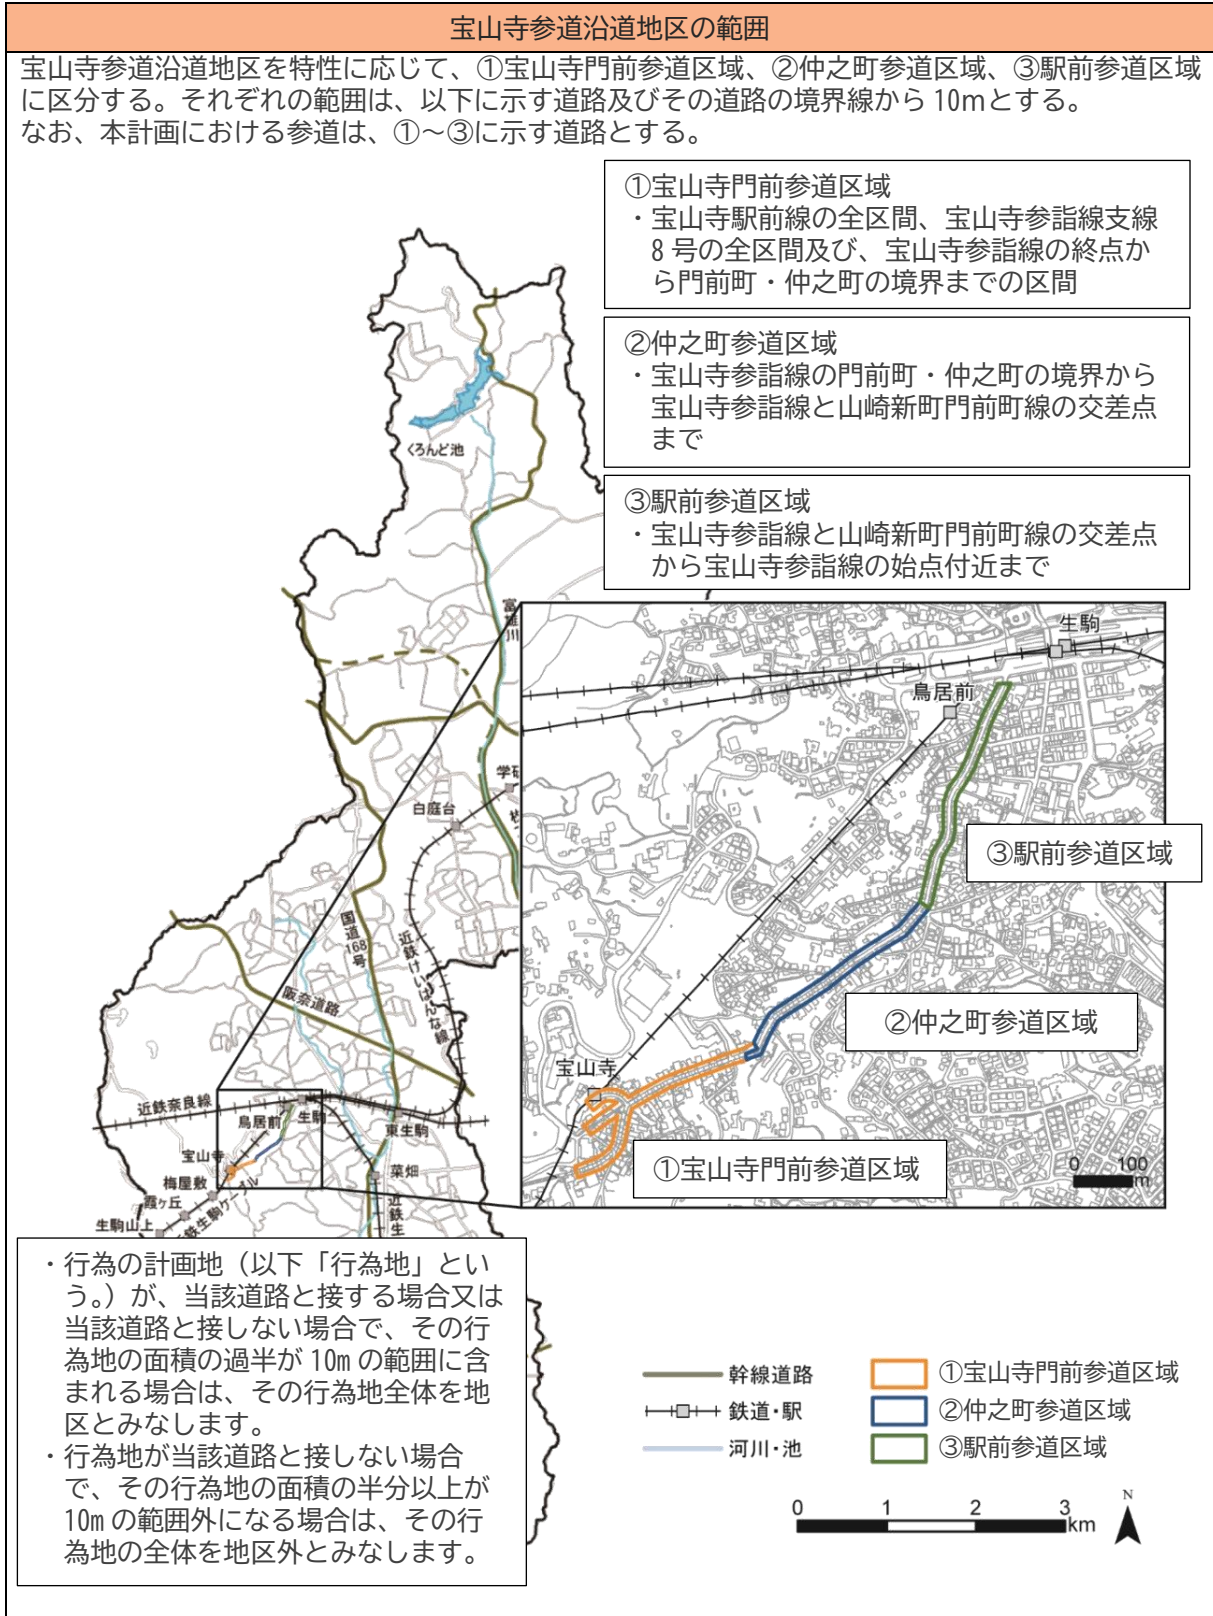 宝山寺参道沿道地区の範囲
宝山寺参道沿道地区を特性に応じて、①宝山寺門前参道区域、②仲之町参道区域、③駅前参道区域
に区分する。それぞれの範囲は、以下に示す道路及びその道路の境界線から10mとする。
なお、本計画における参道は、①～③に示す道路とする。
①宝山寺門前参道区域
・宝山寺駅前線の全区間、宝山寺参詣線支線
8号の全区間及び、宝山寺参詣線の終点か
ら門前町・仲之町の境界までの区間
②仲之町参道区域
・宝山寺参詣線の門前町・仲之町の境界から
宝山寺参詣線と山崎新町門前町線の交差点
まで
③駅前参道区域
・宝山寺参詣線と山崎新町門前町線の交差点
から宝山寺参詣線の始点付近まで
くろんど池
富雄川
学研
白庭台
国道168号
近鉄けいはんな線
阪奈道路
近鉄奈良線
鳥居前
生駒
東生駒
宝山寺
菜畑
梅屋敷
霞ヶ丘
生駒山上
近鉄生駒ケーブル
近鉄生
生駒
鳥居前
③駅前参道区域
②仲之町参道区域
宝山寺
①宝山寺門前参道区域
0 100
m
・行為の計画地（以下「行為地」とい
う。）が、当該道路と接する場合又は
当該道路と接しない場合で、その行
為地の面積の過半が10mの範囲に含
まれる場合は、その行為地全体を地
区とみなします。
・行為地が当該道路と接しない場合
で、その行為地の面積の半分以上が
10mの範囲外になる場合は、その行
為地の全体を地区外とみなします。
幹線道路
鉄道・駅
河川・池
①宝山寺門前参道区域
②仲之町参道区域
③駅前参道区域
0 1 2 3
km
N